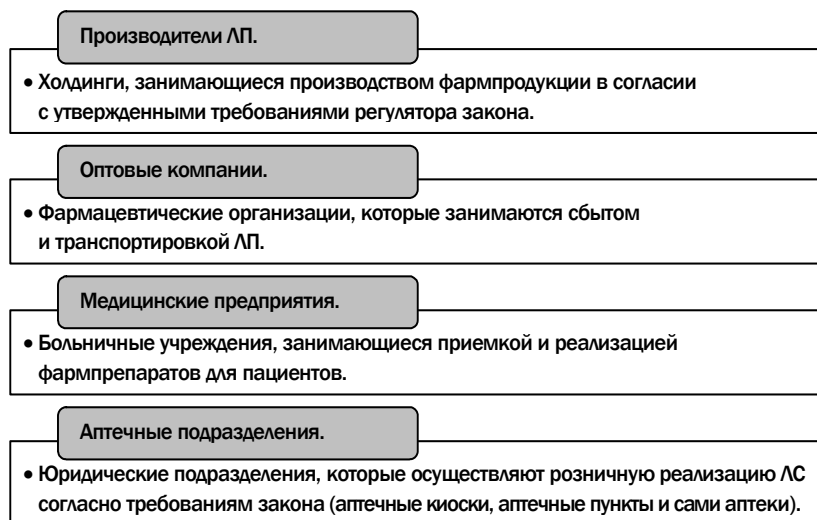 Производители ЛП.
• Холдинги, занимающиеся производством фармпродукции в согласии
с утвержденными требованиями регулятора закона.
Оптовые компании.
• Фармацевтические организации, которые занимаются сбытом
и транспортировкой ЛП.
Медицинские предприятия.
• Больничные учреждения, занимающиеся приемкой и реализацией
фармпрепаратов для пациентов.
Аптечные подразделения.
• Юридические подразделения, которые осуществляют розничную реализацию ЛС
согласно требованиям закона (аптечные киоски, аптечные пункты и сами аптеки).